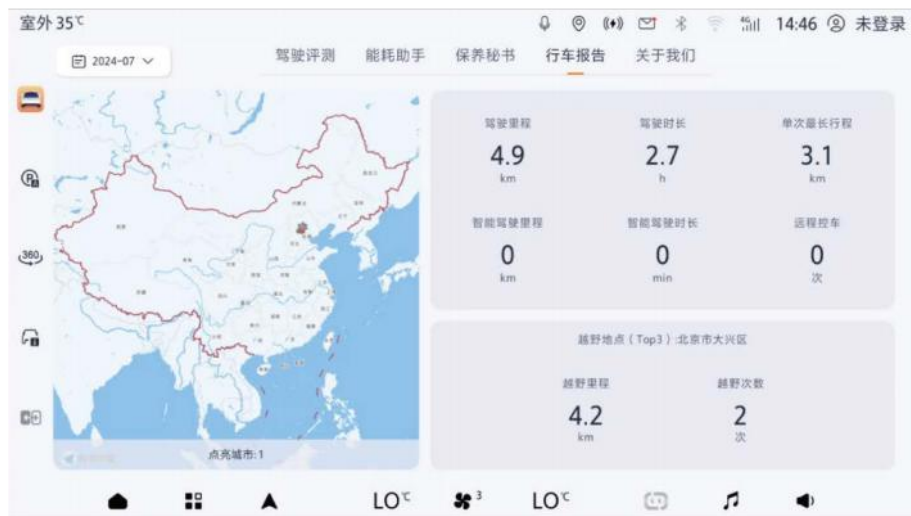 室外 35℃
4G 14:46 未登录
2024-07
驾驶评测 能耗助手 保养秘书 行车报告 关于我们
驾驶里程 驾驶时长 单次最长行程
4.9 2.7 3.1
km h km
智能驾驶里程 智能驾驶时长 远程控车
0 0 0
km min 次
360
越野地点（Top3）:北京市大兴区
越野里程 越野次数
4.2 2
km 次
点亮城市:1
LO℃ 3 LO℃